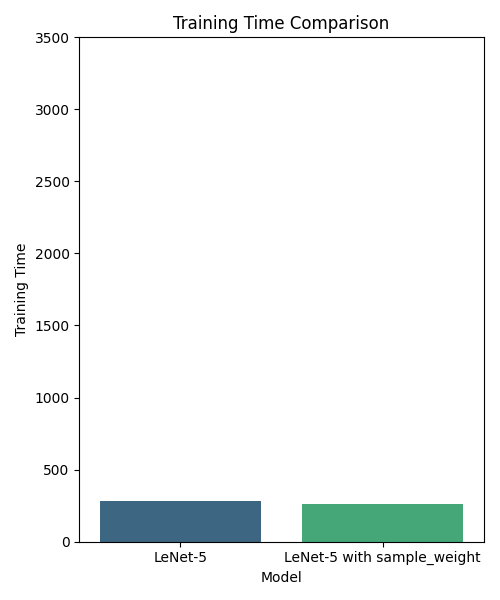 Training Time Comparison
3500
3000
2500
2000
1500
1000
500
0
Training Time
LeNet-5
LeNet-5 with sample_weight
Model